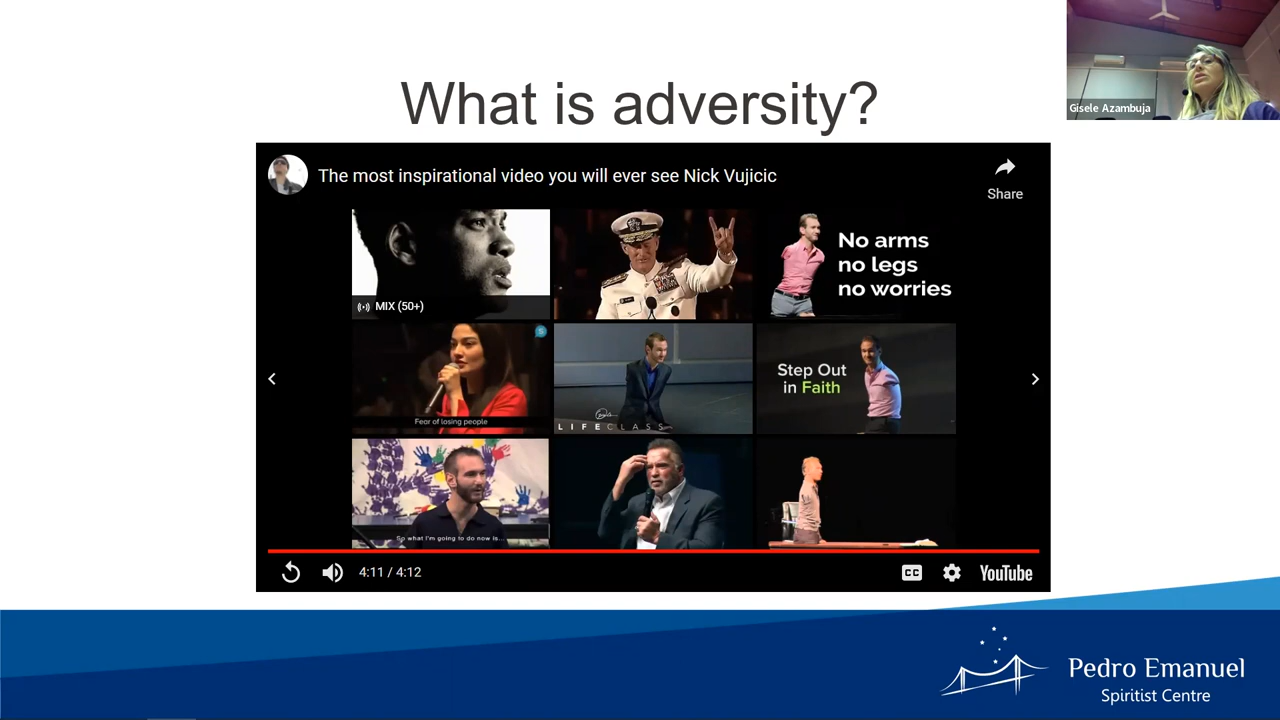 What is adversity?
Gisele Azambuja
The most inspirational video you will ever see Nick Vujicic
Share
MIX (50+)
No arms
no legs
no worries
Fear of losing people
LIFECLASS
Step Out
in Faith
So what I'm going to do now is...
4:11 / 4:12
CC
YouTube
Pedro Emanuel
Spiritist Centre